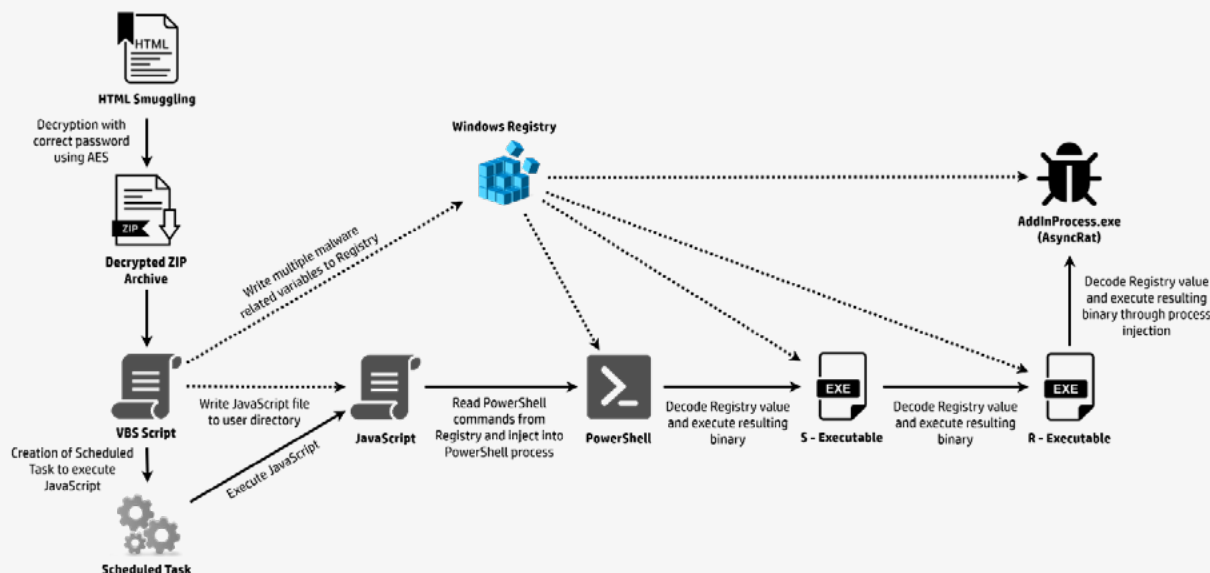 HTML
HTML Smuggling
Decryption with
correct password
using AES
ZIP
Decrypted ZIP
Archive
Windows Registry
AddInProcess.exe
(AsyncRat)
Write multiple malware
related variables to Registry
Decode Registry value
and execute resulting
binary through process
injection
VBS Script
Write JavaScript file
to user directory
JavaScript
Read PowerShell
commands from
Registry and inject into
PowerShell process
PowerShell
Decode Registry value
and execute resulting
binary
EXE
S - Executable
Decode Registry value
and execute resulting
binary
EXE
R - Executable
Creation of Scheduled
Task to execute
JavaScript
Execute JavaScript
Scheduled Task